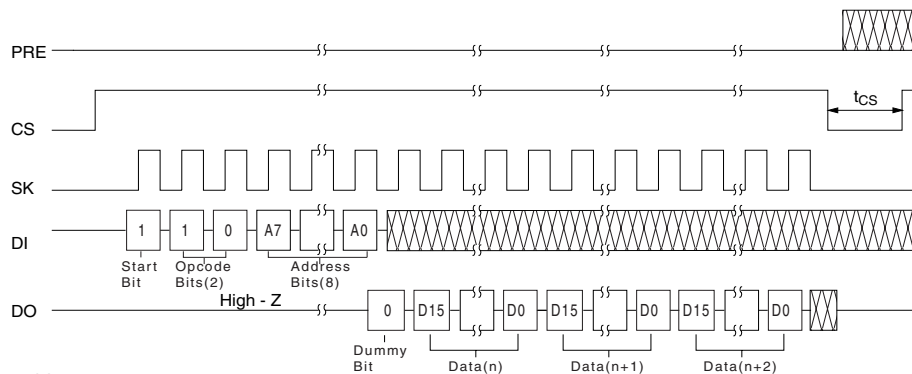 PRE
CS
tCS
SK
DI
1 1 0 A7 A0
Start Bit
Opcode Bits(2)
Address Bits(8)
High - Z
DO
0 D15 D0 D15 D0 D15 D0
Dummy Bit
Data(n)
Data(n+1)
Data(n+2)